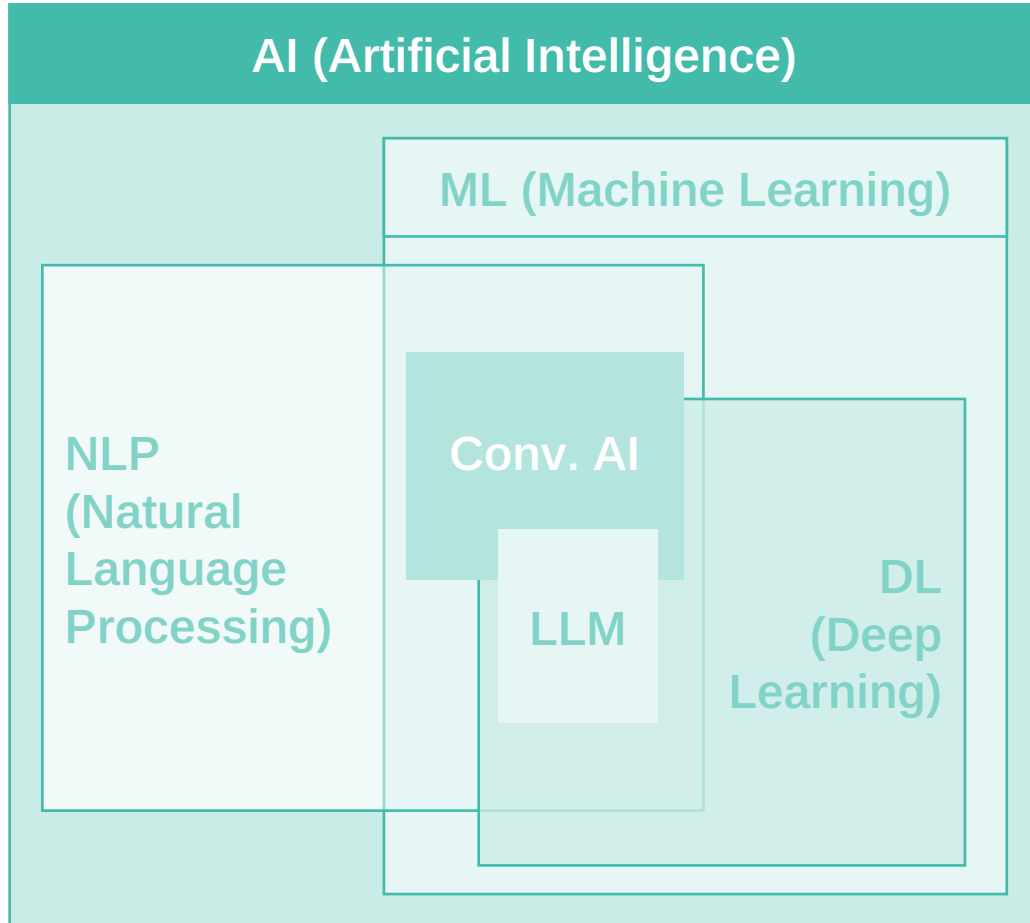 AI (Artificial Intelligence)
ML (Machine Learning)
NLP
(Natural
Language
Processing)
Conv. AI
LLM
DL
(Deep
Learning)